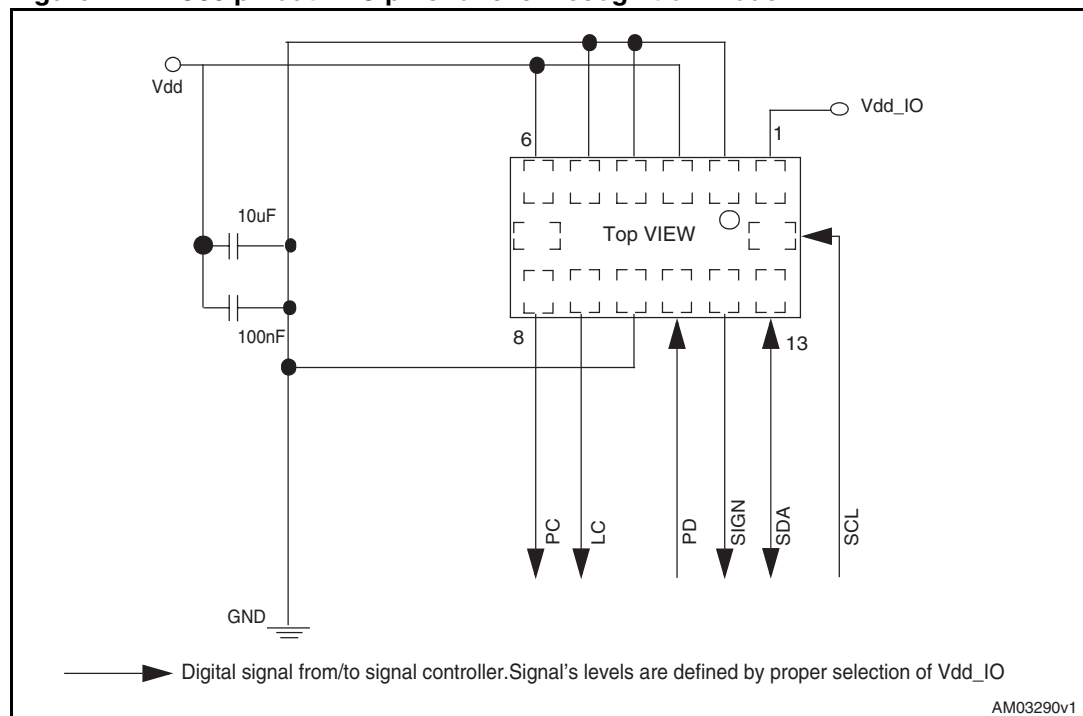 Vdd
Vdd_IO
6
1
10uF
Top VIEW
100nF
8
13
PC
LC
PD
SIGN
SDA
SCL
GND
Digital signal from/to signal controller.Signal's levels are defined by proper selection of Vdd_IO
AM03290v1